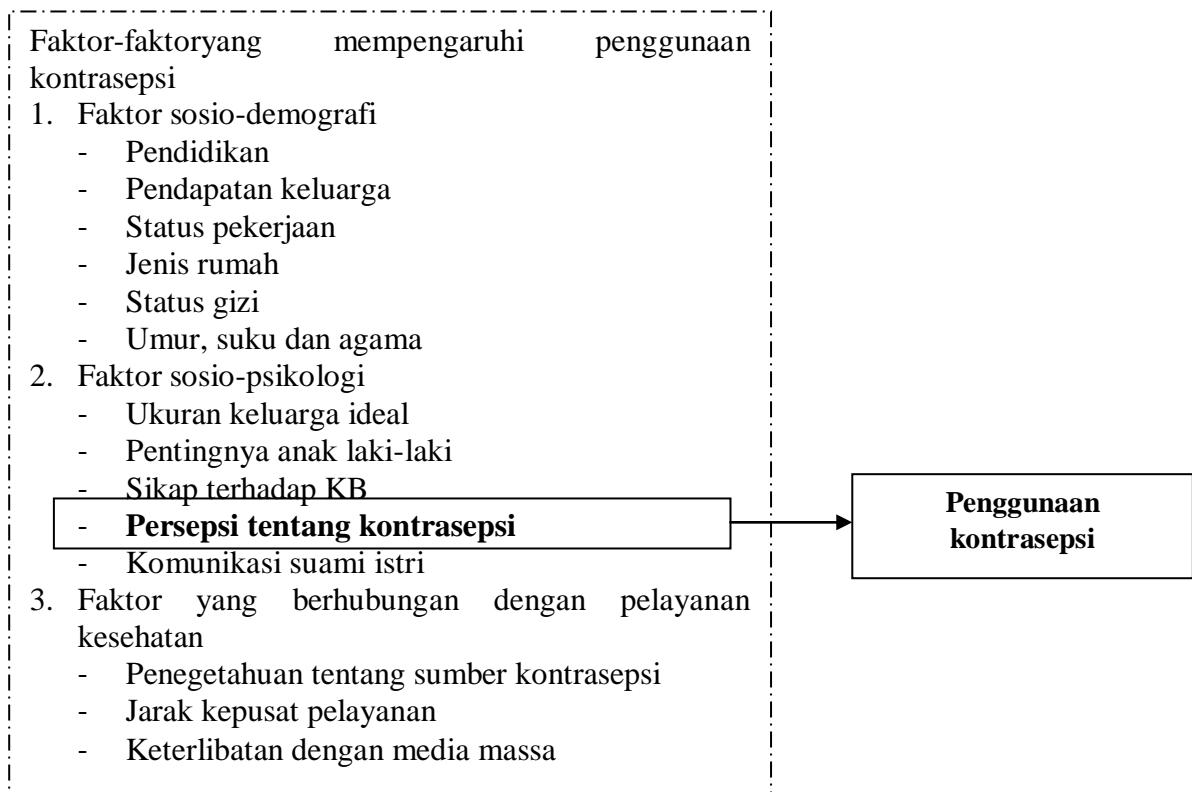 Faktor-faktoryang mempengaruhi penggunaan
kontrasepsi
1. Faktor sosio-demografi
- Pendidikan
- Pendapatan keluarga
- Status pekerjaan
- Jenis rumah
- Status gizi
- Umur, suku dan agama
2. Faktor sosio-psikologi
- Ukuran keluarga ideal
- Pentingnya anak laki-laki
- Sikap terhadap KB
- Persepsi tentang kontrasepsi
- Komunikasi suami istri
3. Faktor yang berhubungan dengan pelayanan
kesehatan
- Penegetahuan tentang sumber kontrasepsi
- Jarak kepusat pelayanan
- Keterlibatan dengan media massa
Penggunaan
kontrasepsi